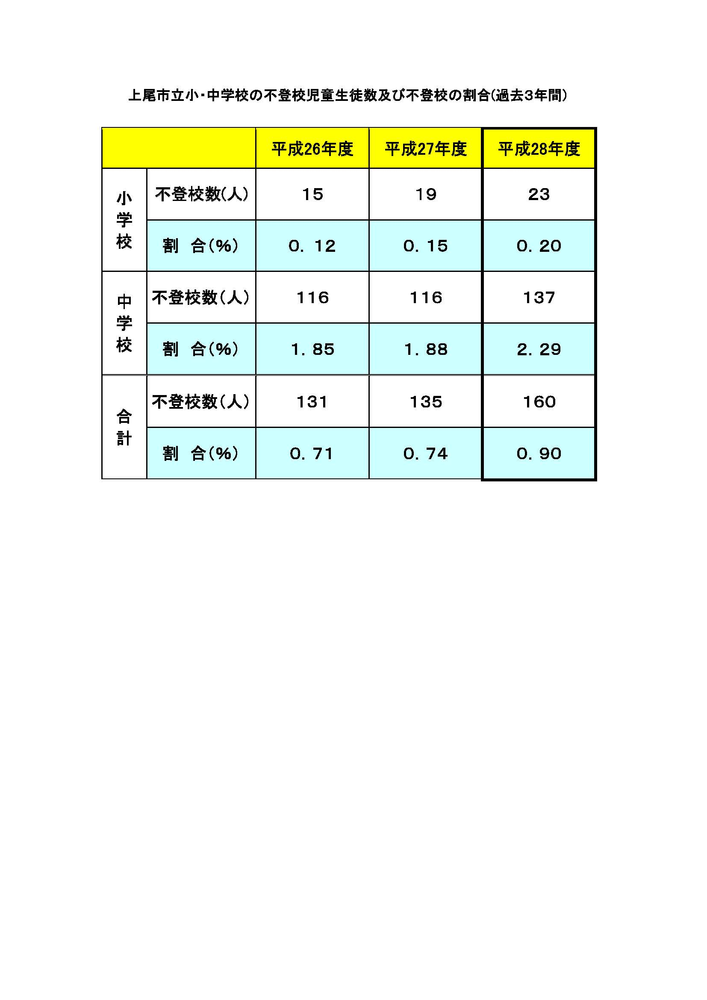 上尾市立小・中学校の不登校児童生徒数及び不登校の割合(過去３年間)
平成26年度 平成27年度 平成28年度
小学校
不登校数(人) 15 19 23
割　合(％) 0．12 0．15 0．20
中学校
不登校数(人) 116 116 137
割　合(％) 1．85 1．88 2．29
合計
不登校数(人) 131 135 160
割　合(％) 0．71 0．74 0．90